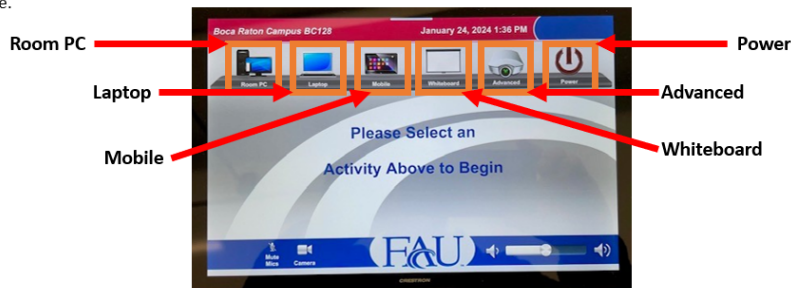 e.
Boca Raton Campus BC128 January 24, 2024 1:36 PM
Room PC Power
Room PC Laptop Mobile Whiteboard Advanced Power
Laptop Advanced
Please Select an
Mobile Whiteboard
Activity Above to Begin
Mute
Mics Camera
FAU
CRESTRON